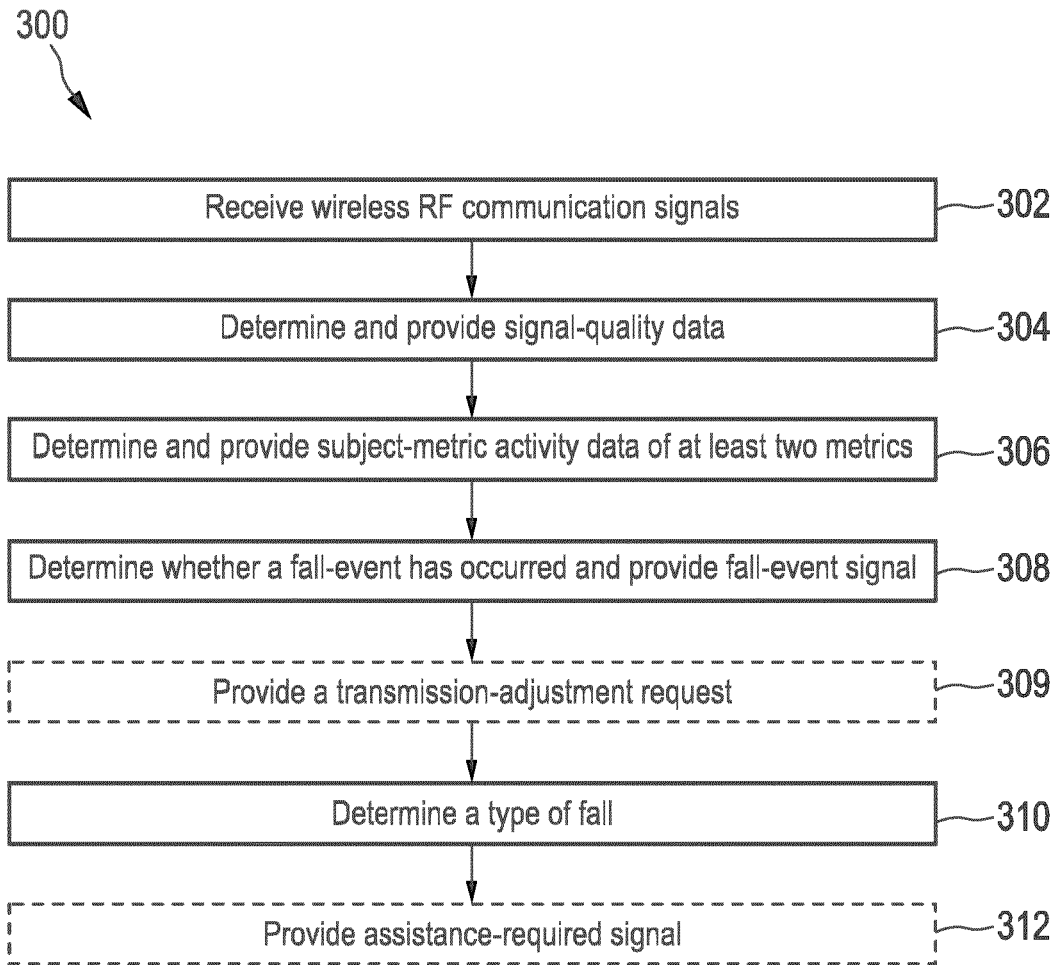 300
Receive wireless RF communication signals 302
Determine and provide signal-quality data 304
Determine and provide subject-metric activity data of at least two metrics 306
Determine whether a fall-event has occurred and provide fall-event signal 308
Provide a transmission-adjustment request 309
Determine a type of fall 310
Provide assistance-required signal 312